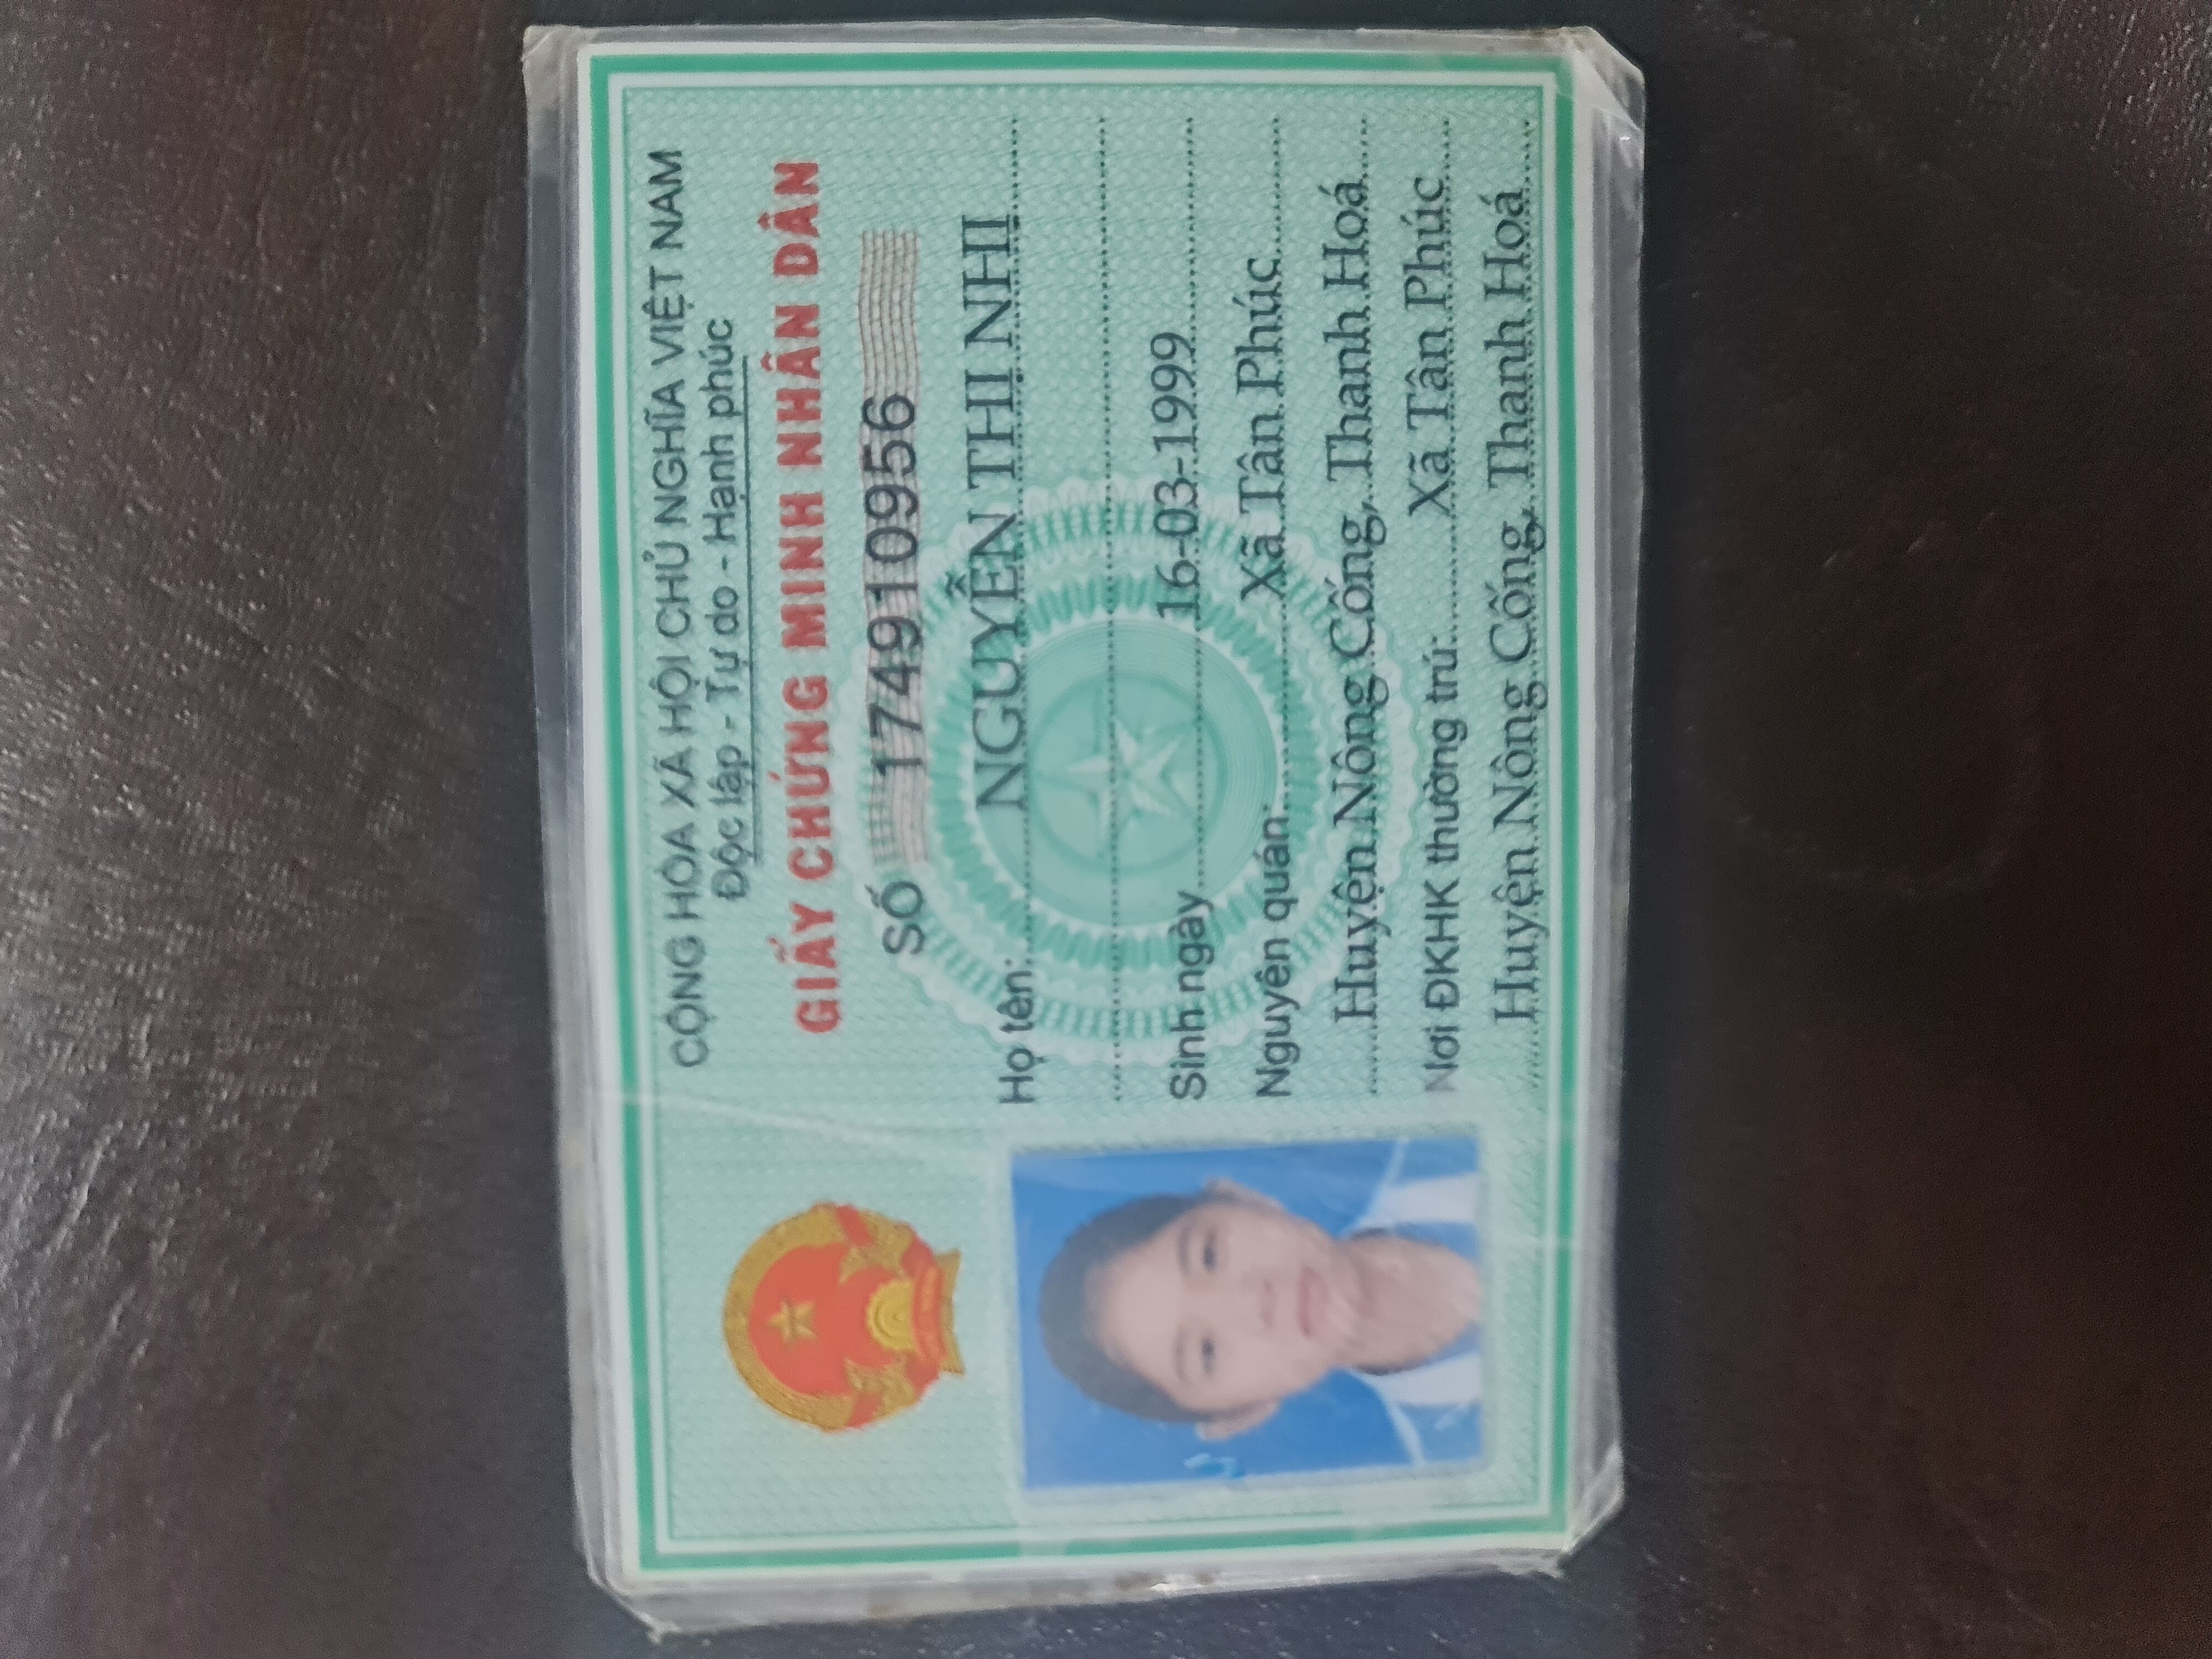 CỘNG HÒA XÃ HỘI CHỦ NGHĨA VIỆT NAM
Độc lập - Tự do - Hạnh phúc
GIẤY CHỨNG MINH NHÂN DÂN
SỐ 174910956
Họ tên: NGUYỄN THỊ NHI
Sinh ngày 16-03-1999
Nguyên quán: Xã Tân Phúc
Huyện Nông Cống, Thanh Hoá
Nơi ĐKHK thường trú: Xã Tân Phúc
Huyện Nông Cống, Thanh Hoá